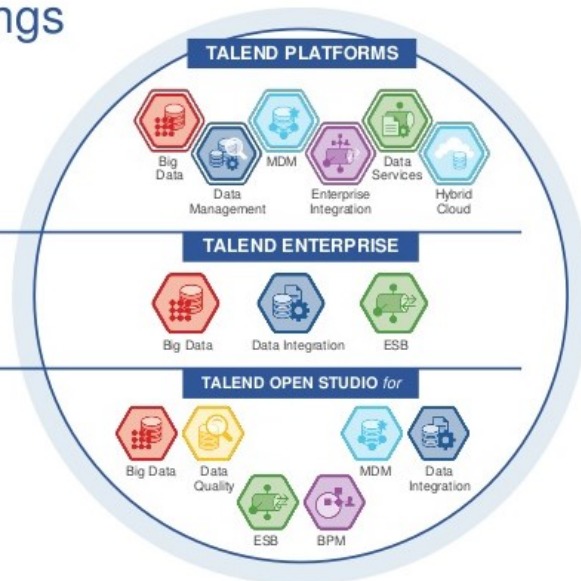 ngs
TALEND PLATFORMS
Big
Data
Data
Management
MDM
Enterprise
Integration
Data
Services
Hybrid
Cloud
TALEND ENTERPRISE
Big Data
Data Integration
ESB
TALEND OPEN STUDIO for
Big Data
Data
Quality
MDM
Data
Integration
ESB
BPM